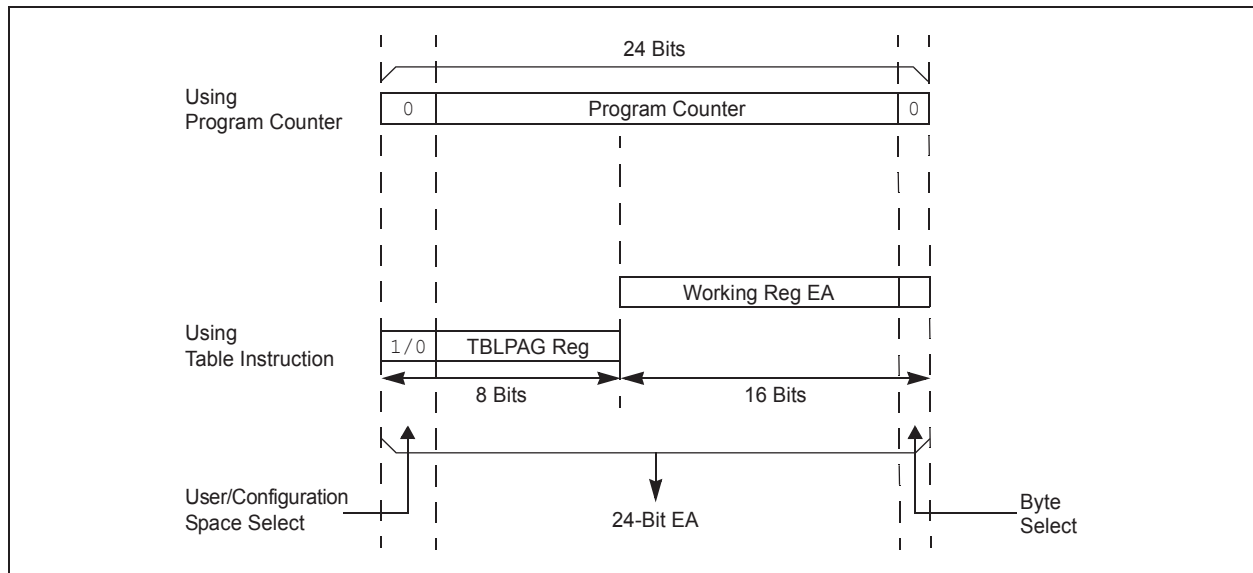 24 Bits
Using
Program Counter
0
Program Counter
0
Working Reg EA
Using
Table Instruction
1/0
TBLPAG Reg
8 Bits
16 Bits
User/Configuration
Space Select
24-Bit EA
Byte
Select